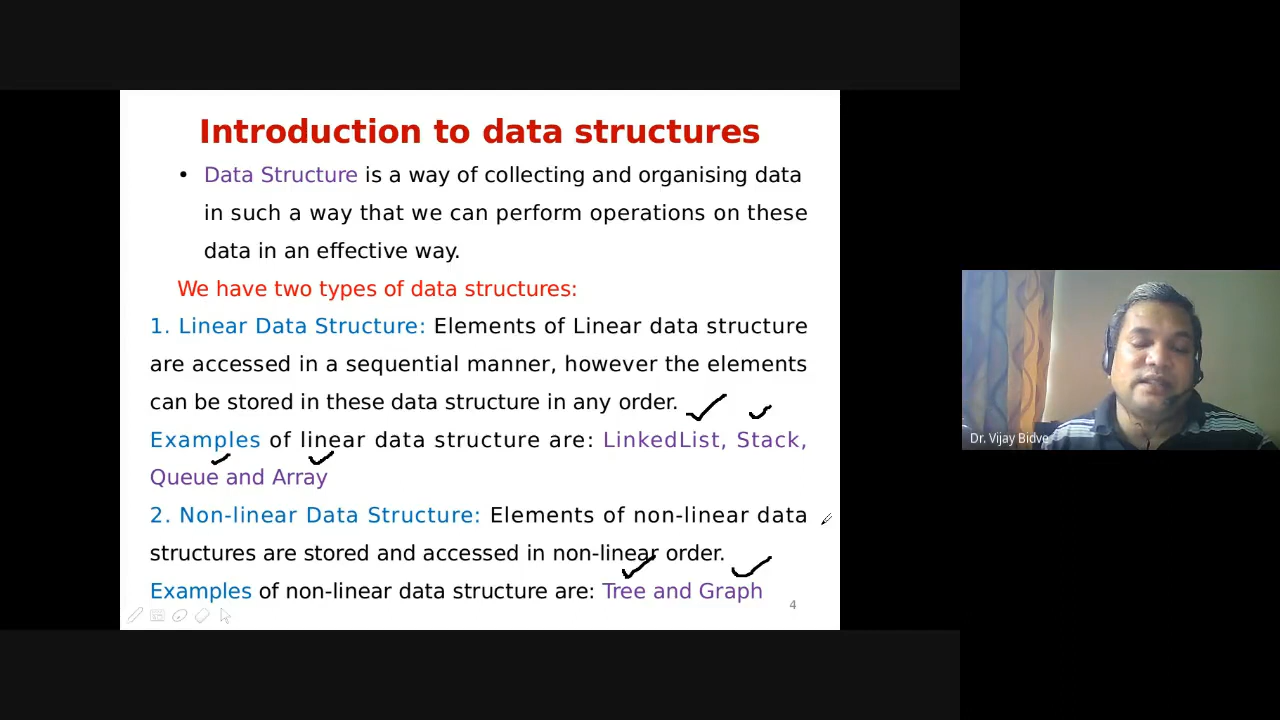 Introduction to data structures
• Data Structure is a way of collecting and organising data
in such a way that we can perform operations on these
data in an effective way.
We have two types of data structures:
1. Linear Data Structure: Elements of Linear data structure
are accessed in a sequential manner, however the elements
can be stored in these data structure in any order.
Examples of linear data structure are: LinkedList, Stack,
Queue and Array
2. Non-linear Data Structure: Elements of non-linear data
structures are stored and accessed in non-linear order.
Examples of non-linear data structure are: Tree and Graph
4
Dr. Vijay Bidve